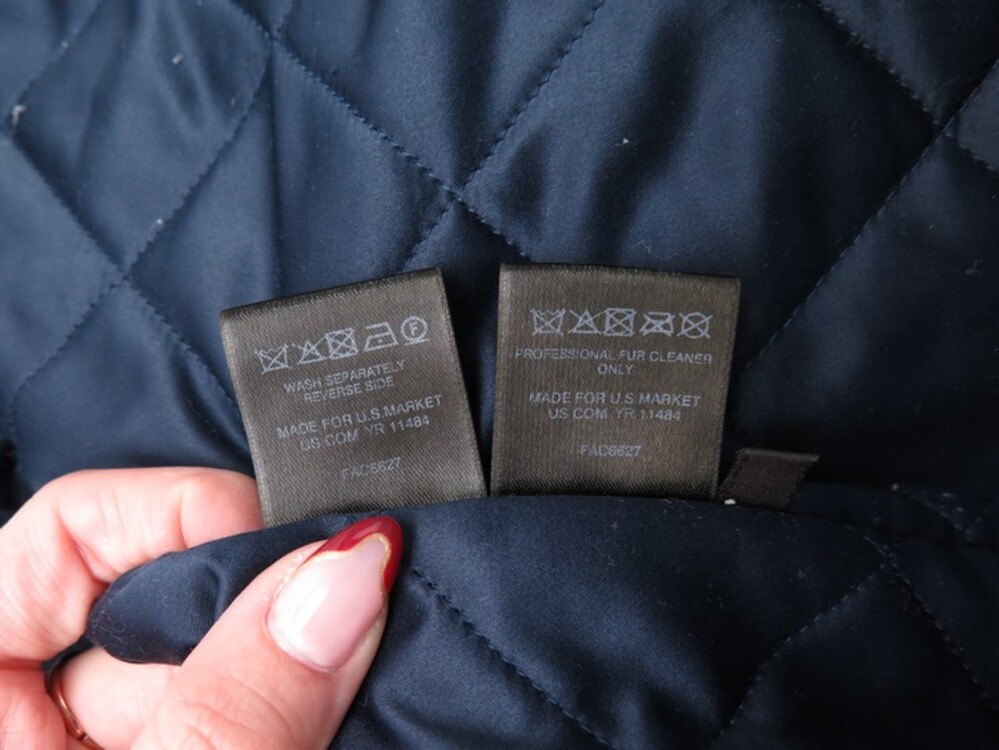 F
WASH SEPARATELY
REVERSE SIDE
MADE FOR U.S.MARKET
US COM YR 11484
FAC6627
PROFESSIONAL FUR CLEANER
ONLY
MADE FOR U.S.MARKET
US COM YR 11484
FAC6627